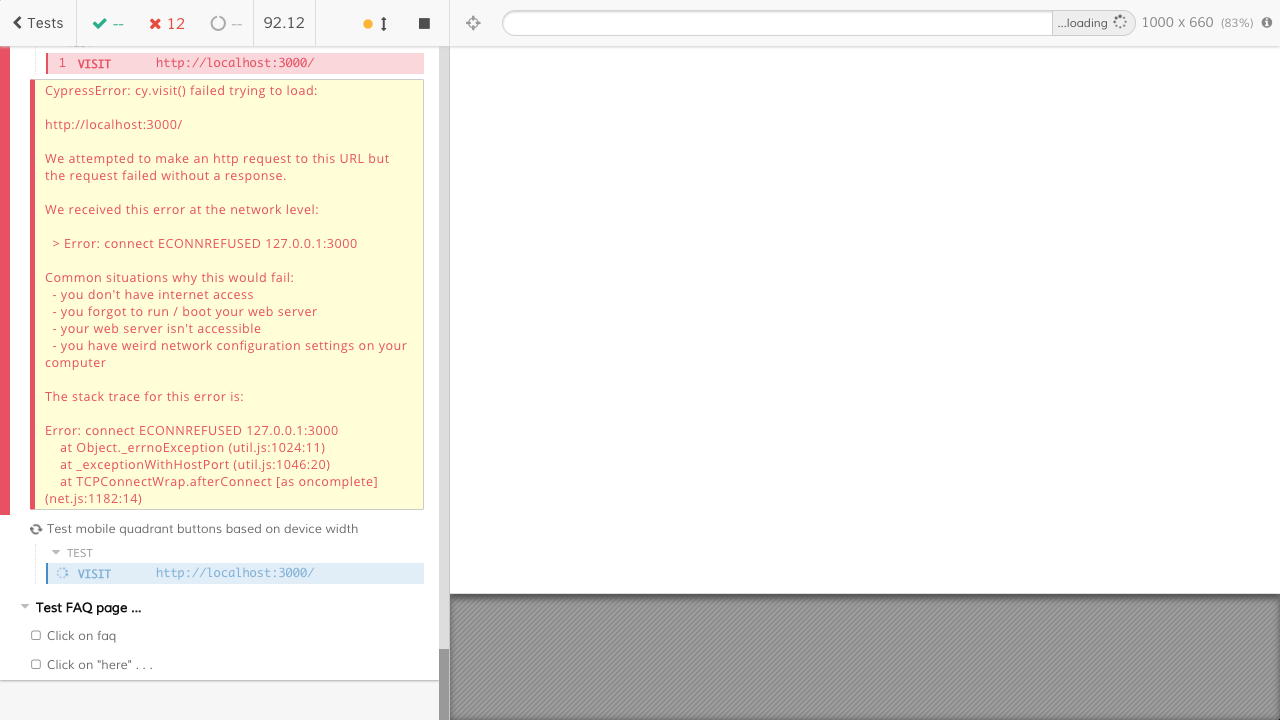 Tests
--
12
--
92.12
...loading
1000 x 660 (83%)
1 VISIT http://localhost:3000/
CypressError: cy.visit() failed trying to load:
http://localhost:3000/
We attempted to make an http request to this URL but
the request failed without a response.
We received this error at the network level:
> Error: connect ECONNREFUSED 127.0.0.1:3000
Common situations why this would fail:
- you don't have internet access
- you forgot to run / boot your web server
- your web server isn't accessible
- you have weird network configuration settings on your
computer
The stack trace for this error is:
Error: connect ECONNREFUSED 127.0.0.1:3000
at Object._errnoException (util.js:1024:11)
at _exceptionWithHostPort (util.js:1046:20)
at TCPConnectWrap.afterConnect [as oncomplete]
(net.js:1182:14)
Test mobile quadrant buttons based on device width
TEST
VISIT http://localhost:3000/
Test FAQ page ...
Click on faq
Click on "here" . . .